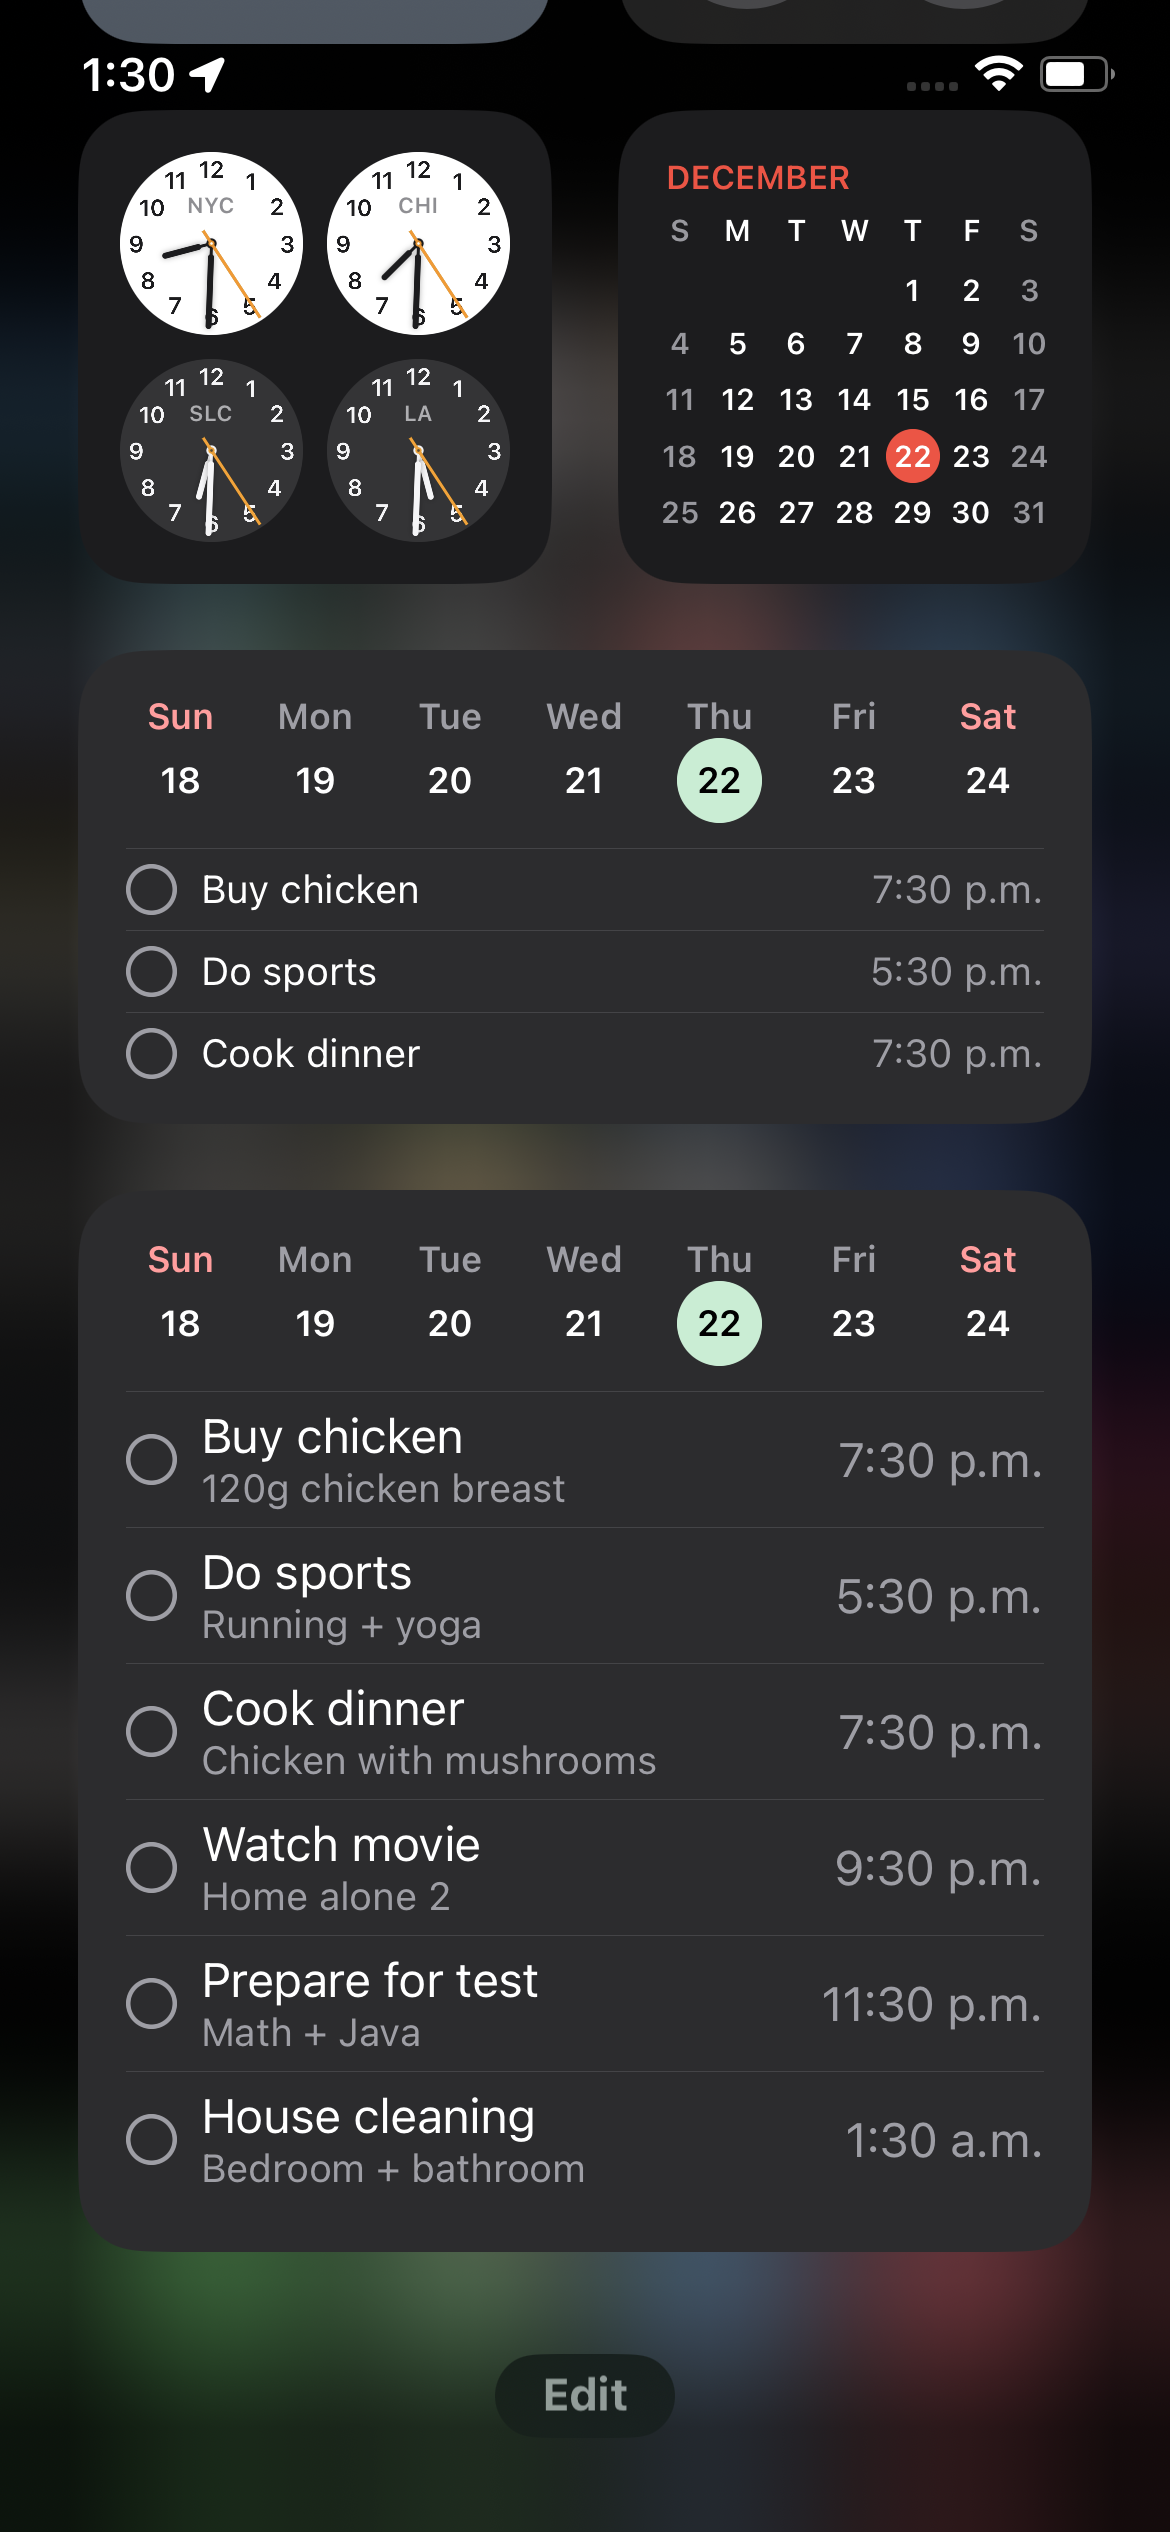 1:30
12
11 1
10 NYC 2
9 3
8 4
7 6 5
12
11 1
10 CHI 2
9 3
8 4
7 6 5
12
11 1
10 SLC 2
9 3
8 4
7 6 5
12
11 1
10 LA 2
9 3
8 4
7 6 5
DECEMBER
S M T W T F S
1 2 3
4 5 6 7 8 9 10
11 12 13 14 15 16 17
18 19 20 21 22 23 24
25 26 27 28 29 30 31
Sun Mon Tue Wed Thu Fri Sat
18 19 20 21 22 23 24
Buy chicken 7:30 p.m.
Do sports 5:30 p.m.
Cook dinner 7:30 p.m.
Sun Mon Tue Wed Thu Fri Sat
18 19 20 21 22 23 24
Buy chicken 7:30 p.m.
120g chicken breast
Do sports 5:30 p.m.
Running + yoga
Cook dinner 7:30 p.m.
Chicken with mushrooms
Watch movie 9:30 p.m.
Home alone 2
Prepare for test 11:30 p.m.
Math + Java
House cleaning 1:30 a.m.
Bedroom + bathroom
Edit